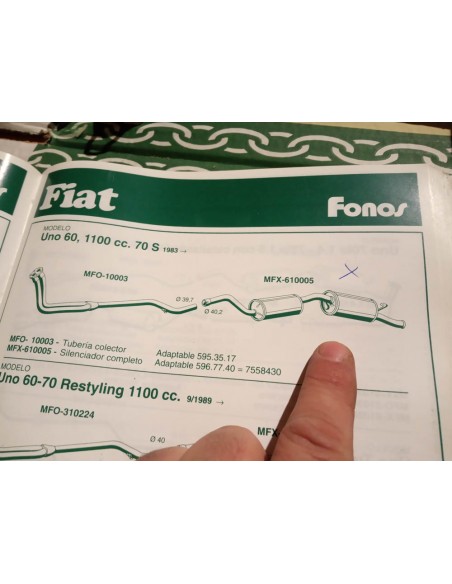 Fiat
Fonos
MODELO
Uno 60, 1100 cc. 70 S 1983 →
MFO-10003
MFX-610005
Ø 38,7
Ø 40,2
MFO- 10003 - Tubería colector Adaptable 595.35.17
MFX-610005 - Silenciador completo Adaptable 596.77.40 = 7558430
MODELO
Uno 60-70 Restyling 1100 cc. 9/1989 →
MFO-310224
MFX
Ø 40